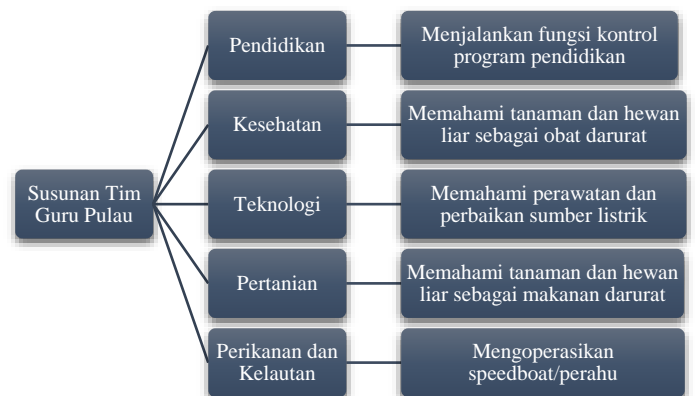 Susunan Tim
Guru Pulau
Pendidikan
Menjalankan fungsi kontrol
program pendidikan
Kesehatan
Memahami tanaman dan hewan
liar sebagai obat darurat
Teknologi
Memahami perawatan dan
perbaikan sumber listrik
Pertanian
Memahami tanaman dan hewan
liar sebagai makanan darurat
Perikanan dan
Kelautan
Mengoperasikan
speedboat/perahu